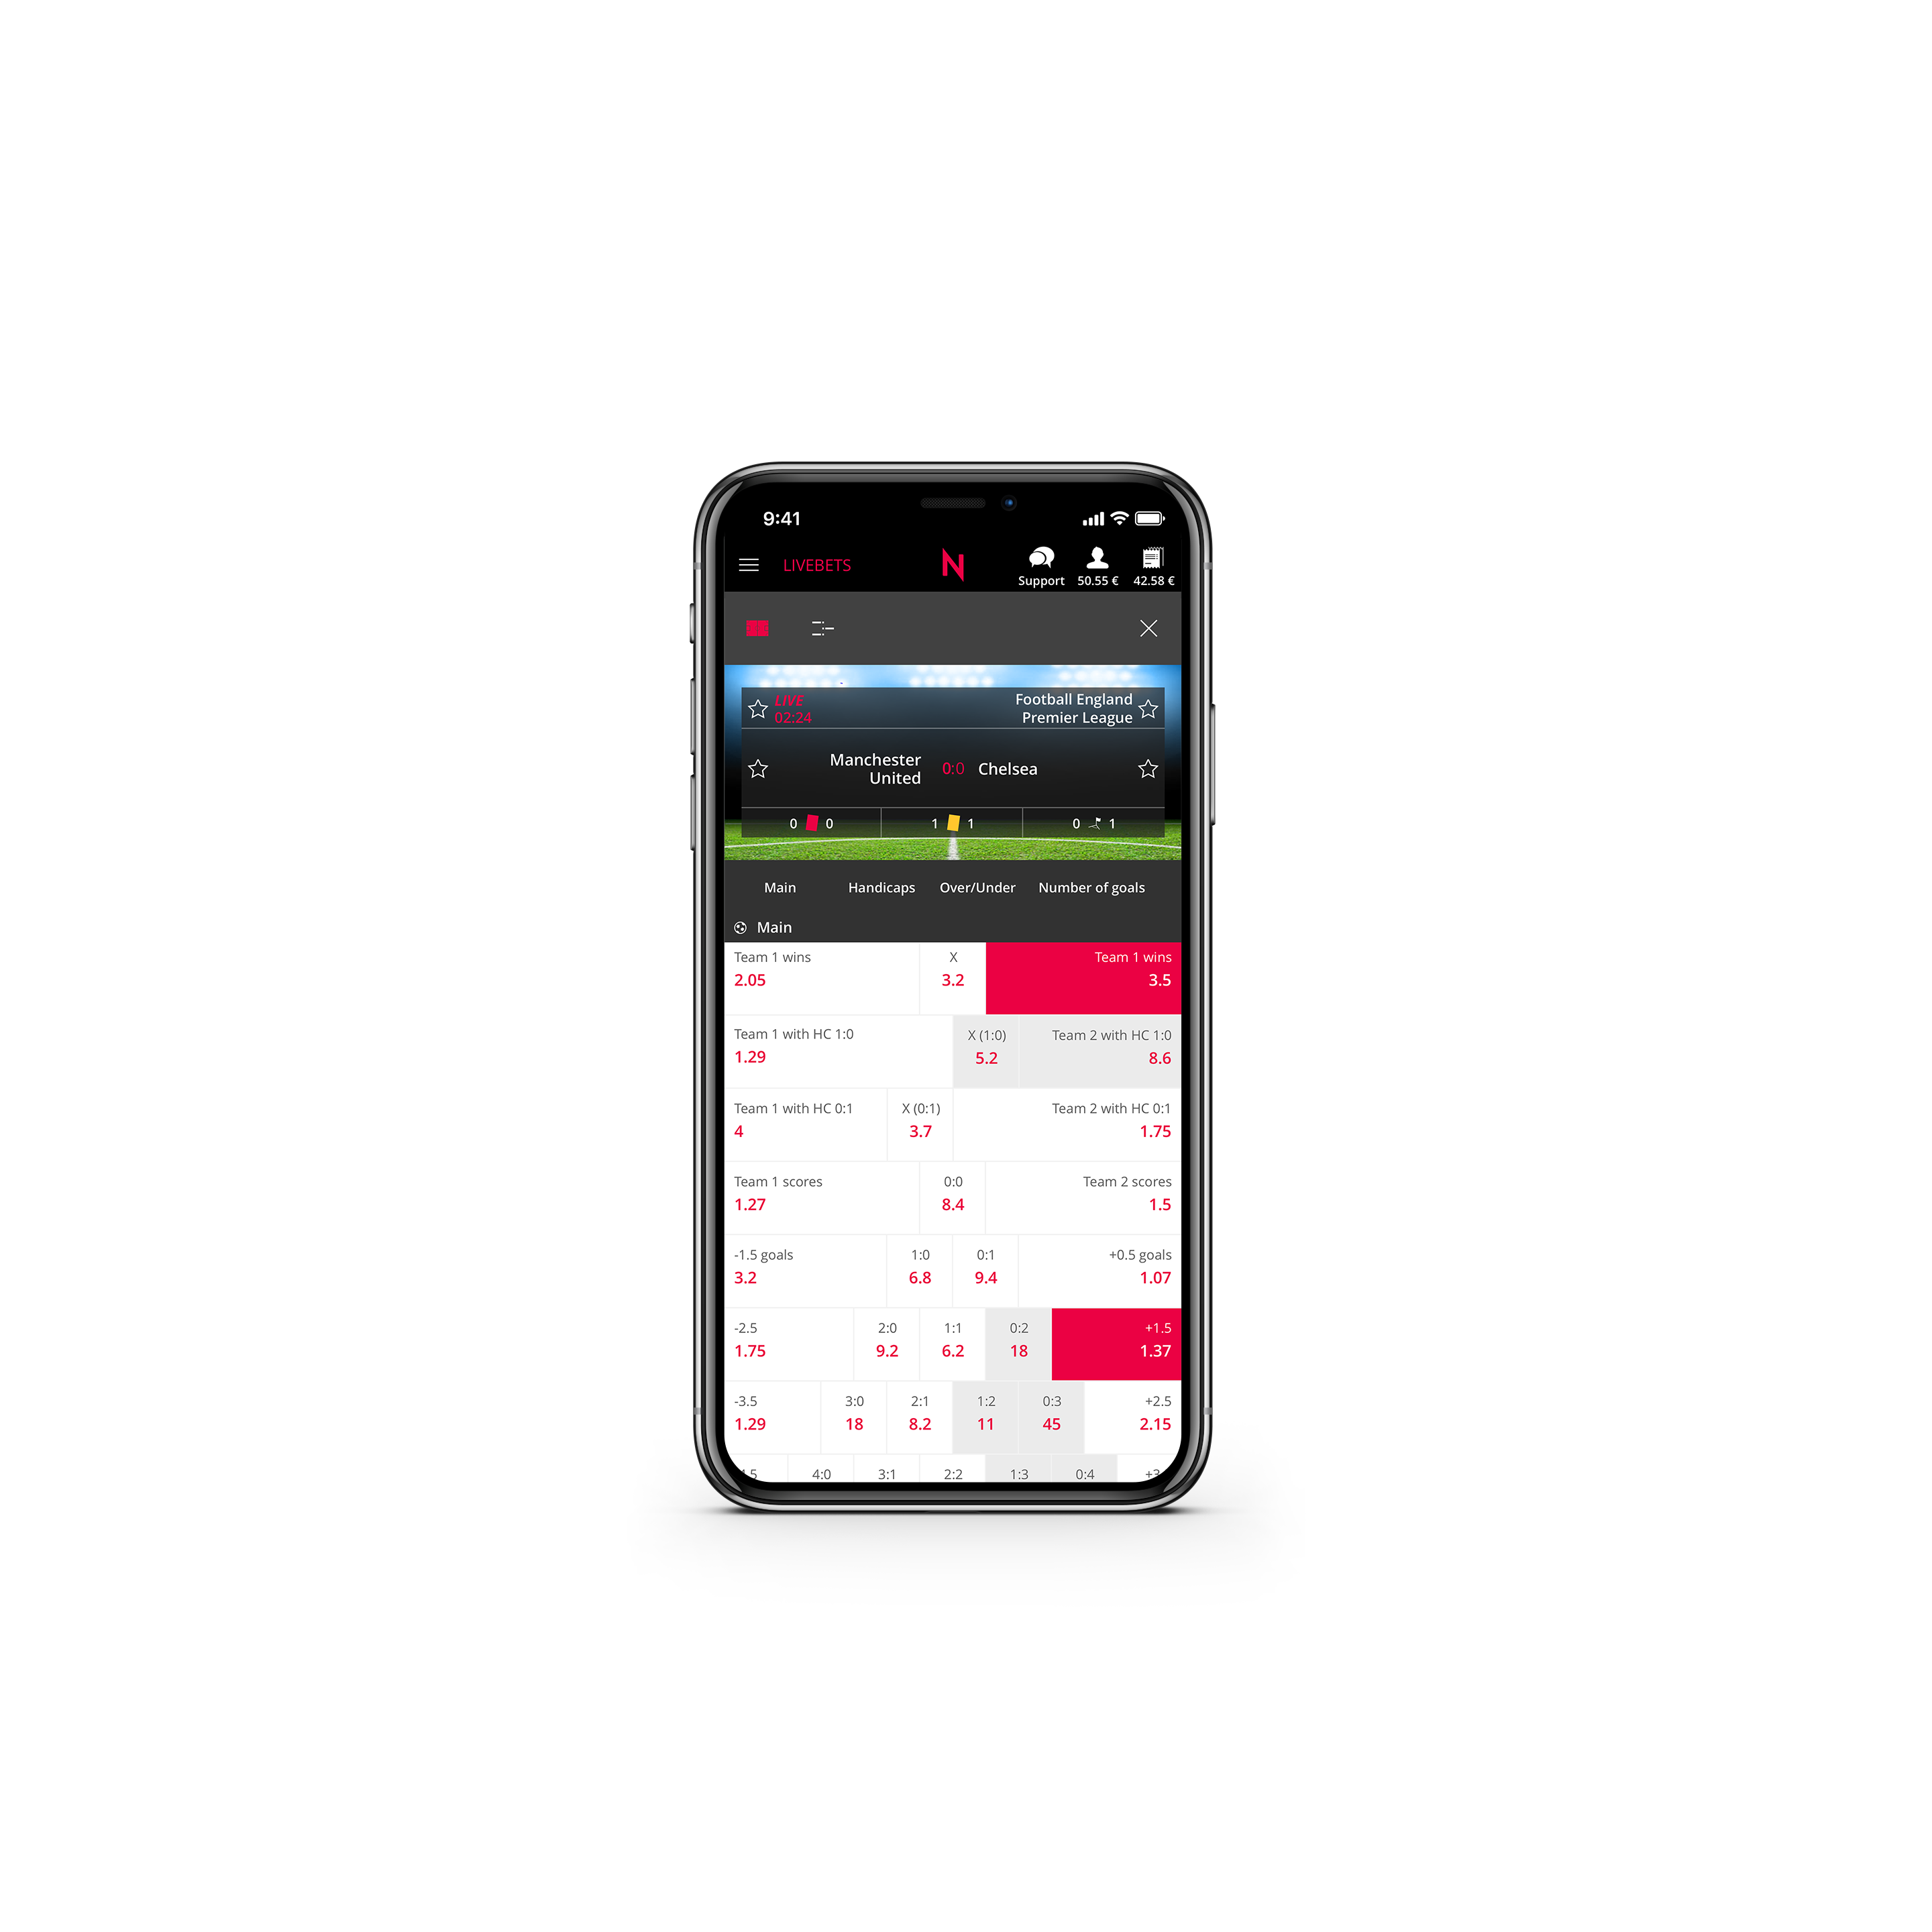 9:41
LIVEBETS
N
Support
50.55 €
42.58 €
LIVE
02:24
Football England
Premier League
Manchester
United
0:0
Chelsea
0 0
1 1
0 1
Main
Handicaps
Over/Under
Number of goals
Main
Team 1 wins
2.05
X
3.2
Team 1 wins
3.5
Team 1 with HC 1:0
1.29
X (1:0)
5.2
Team 2 with HC 1:0
8.6
Team 1 with HC 0:1
4
X (0:1)
3.7
Team 2 with HC 0:1
1.75
Team 1 scores
1.27
0:0
8.4
Team 2 scores
1.5
-1.5 goals
3.2
1:0
6.8
0:1
9.4
+0.5 goals
1.07
-2.5
1.75
2:0
9.2
1:1
6.2
0:2
18
+1.5
1.37
-3.5
1.29
3:0
18
2:1
8.2
1:2
11
0:3
45
+2.5
2.15
4:0
3:1
2:2
1:3
0:4